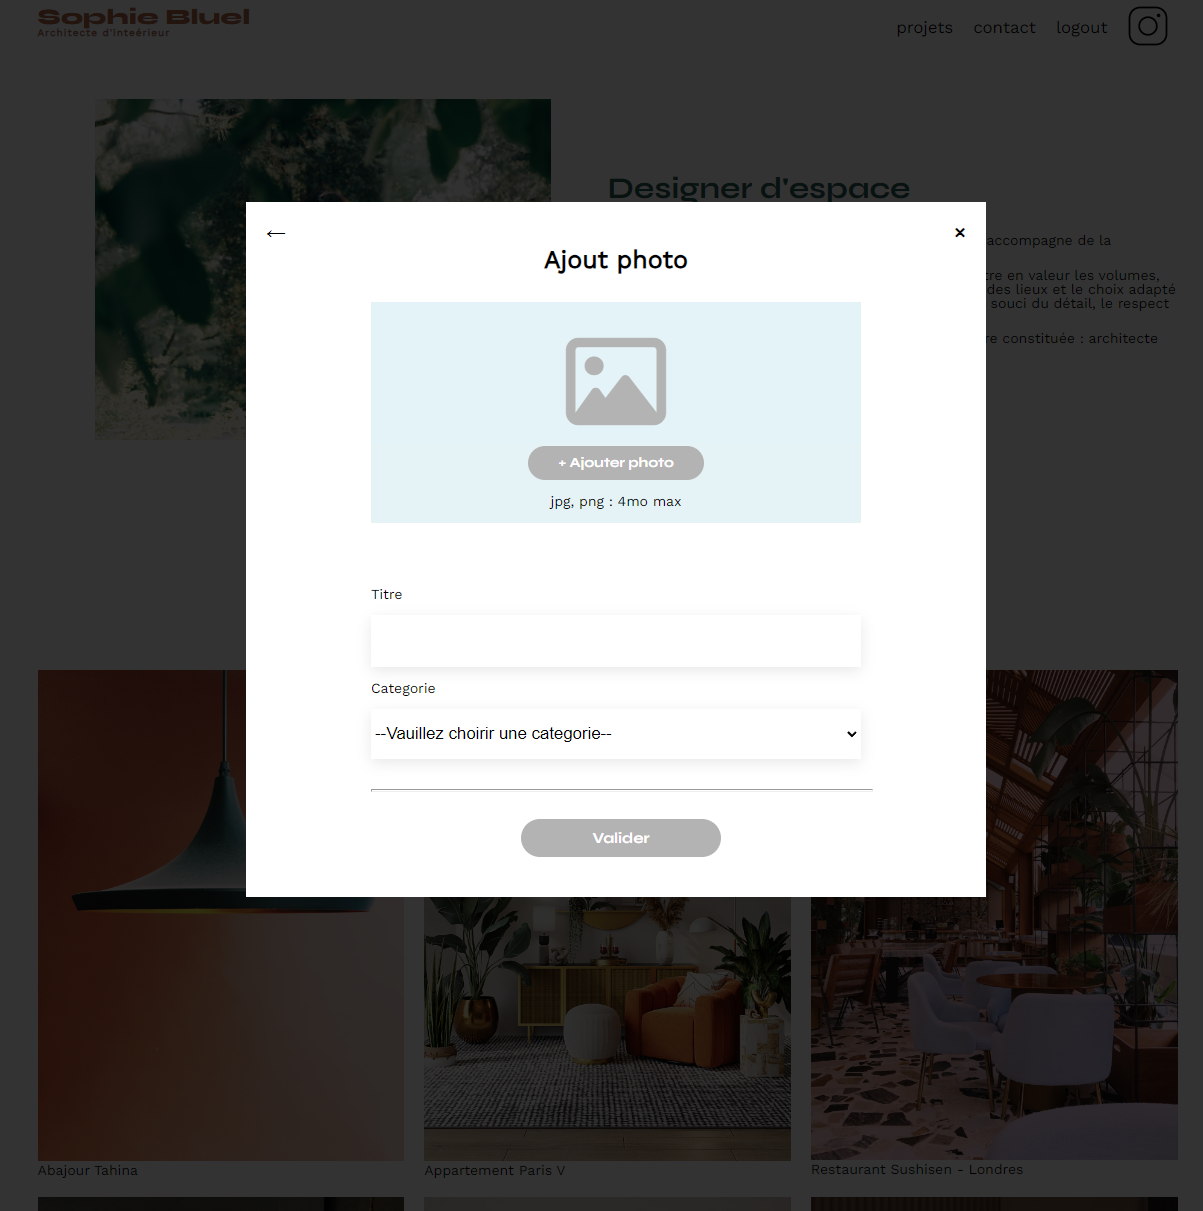 Sophie Bluel
Architecte d'inteérieur
projets
contact
logout
Designer d'espace
accompagne de la
tre en valeur les volumes,
des lieux et le choix adapté
souci du détail, le respect
re constituée : architecte
←
×
Ajout photo
+ Ajouter photo
jpg, png : 4mo max
Titre
Categorie
--Vauillez choirir une categorie--
Valider
Abajour Tahina
Appartement Paris V
Restaurant Sushisen - Londres